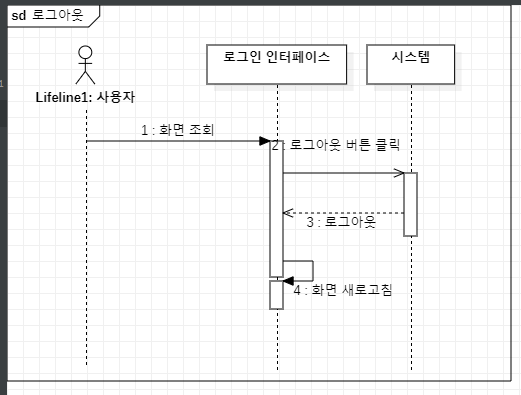 sd 로그아웃
로그인 인터페이스
시스템
Lifeline1: 사용자
1 : 화면 조회
2 : 로그아웃 버튼 클릭
3 : 로그아웃
4 : 화면 새로고침